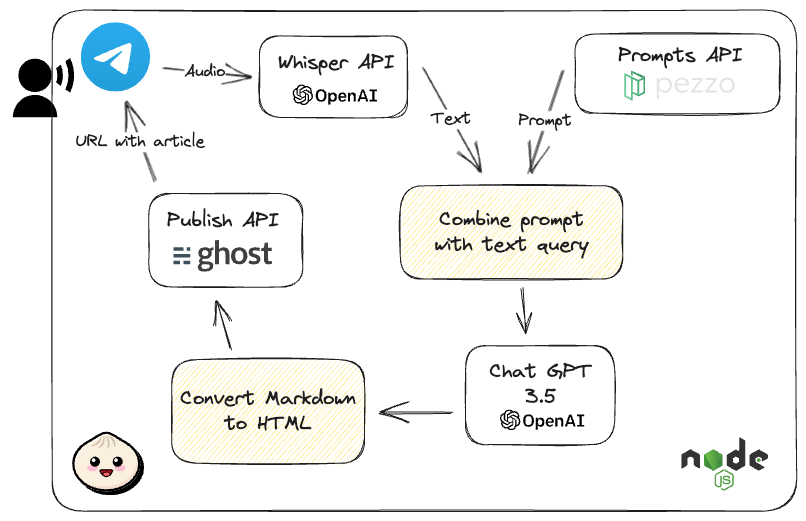 Audio
Whisper API
OpenAI
Prompts API
pezzo
Text
Prompt
URL with article
Publish API
ghost
Combine prompt
with text query
Chat GPT
3.5
OpenAI
Convert Markdown
to HTML
node
JS